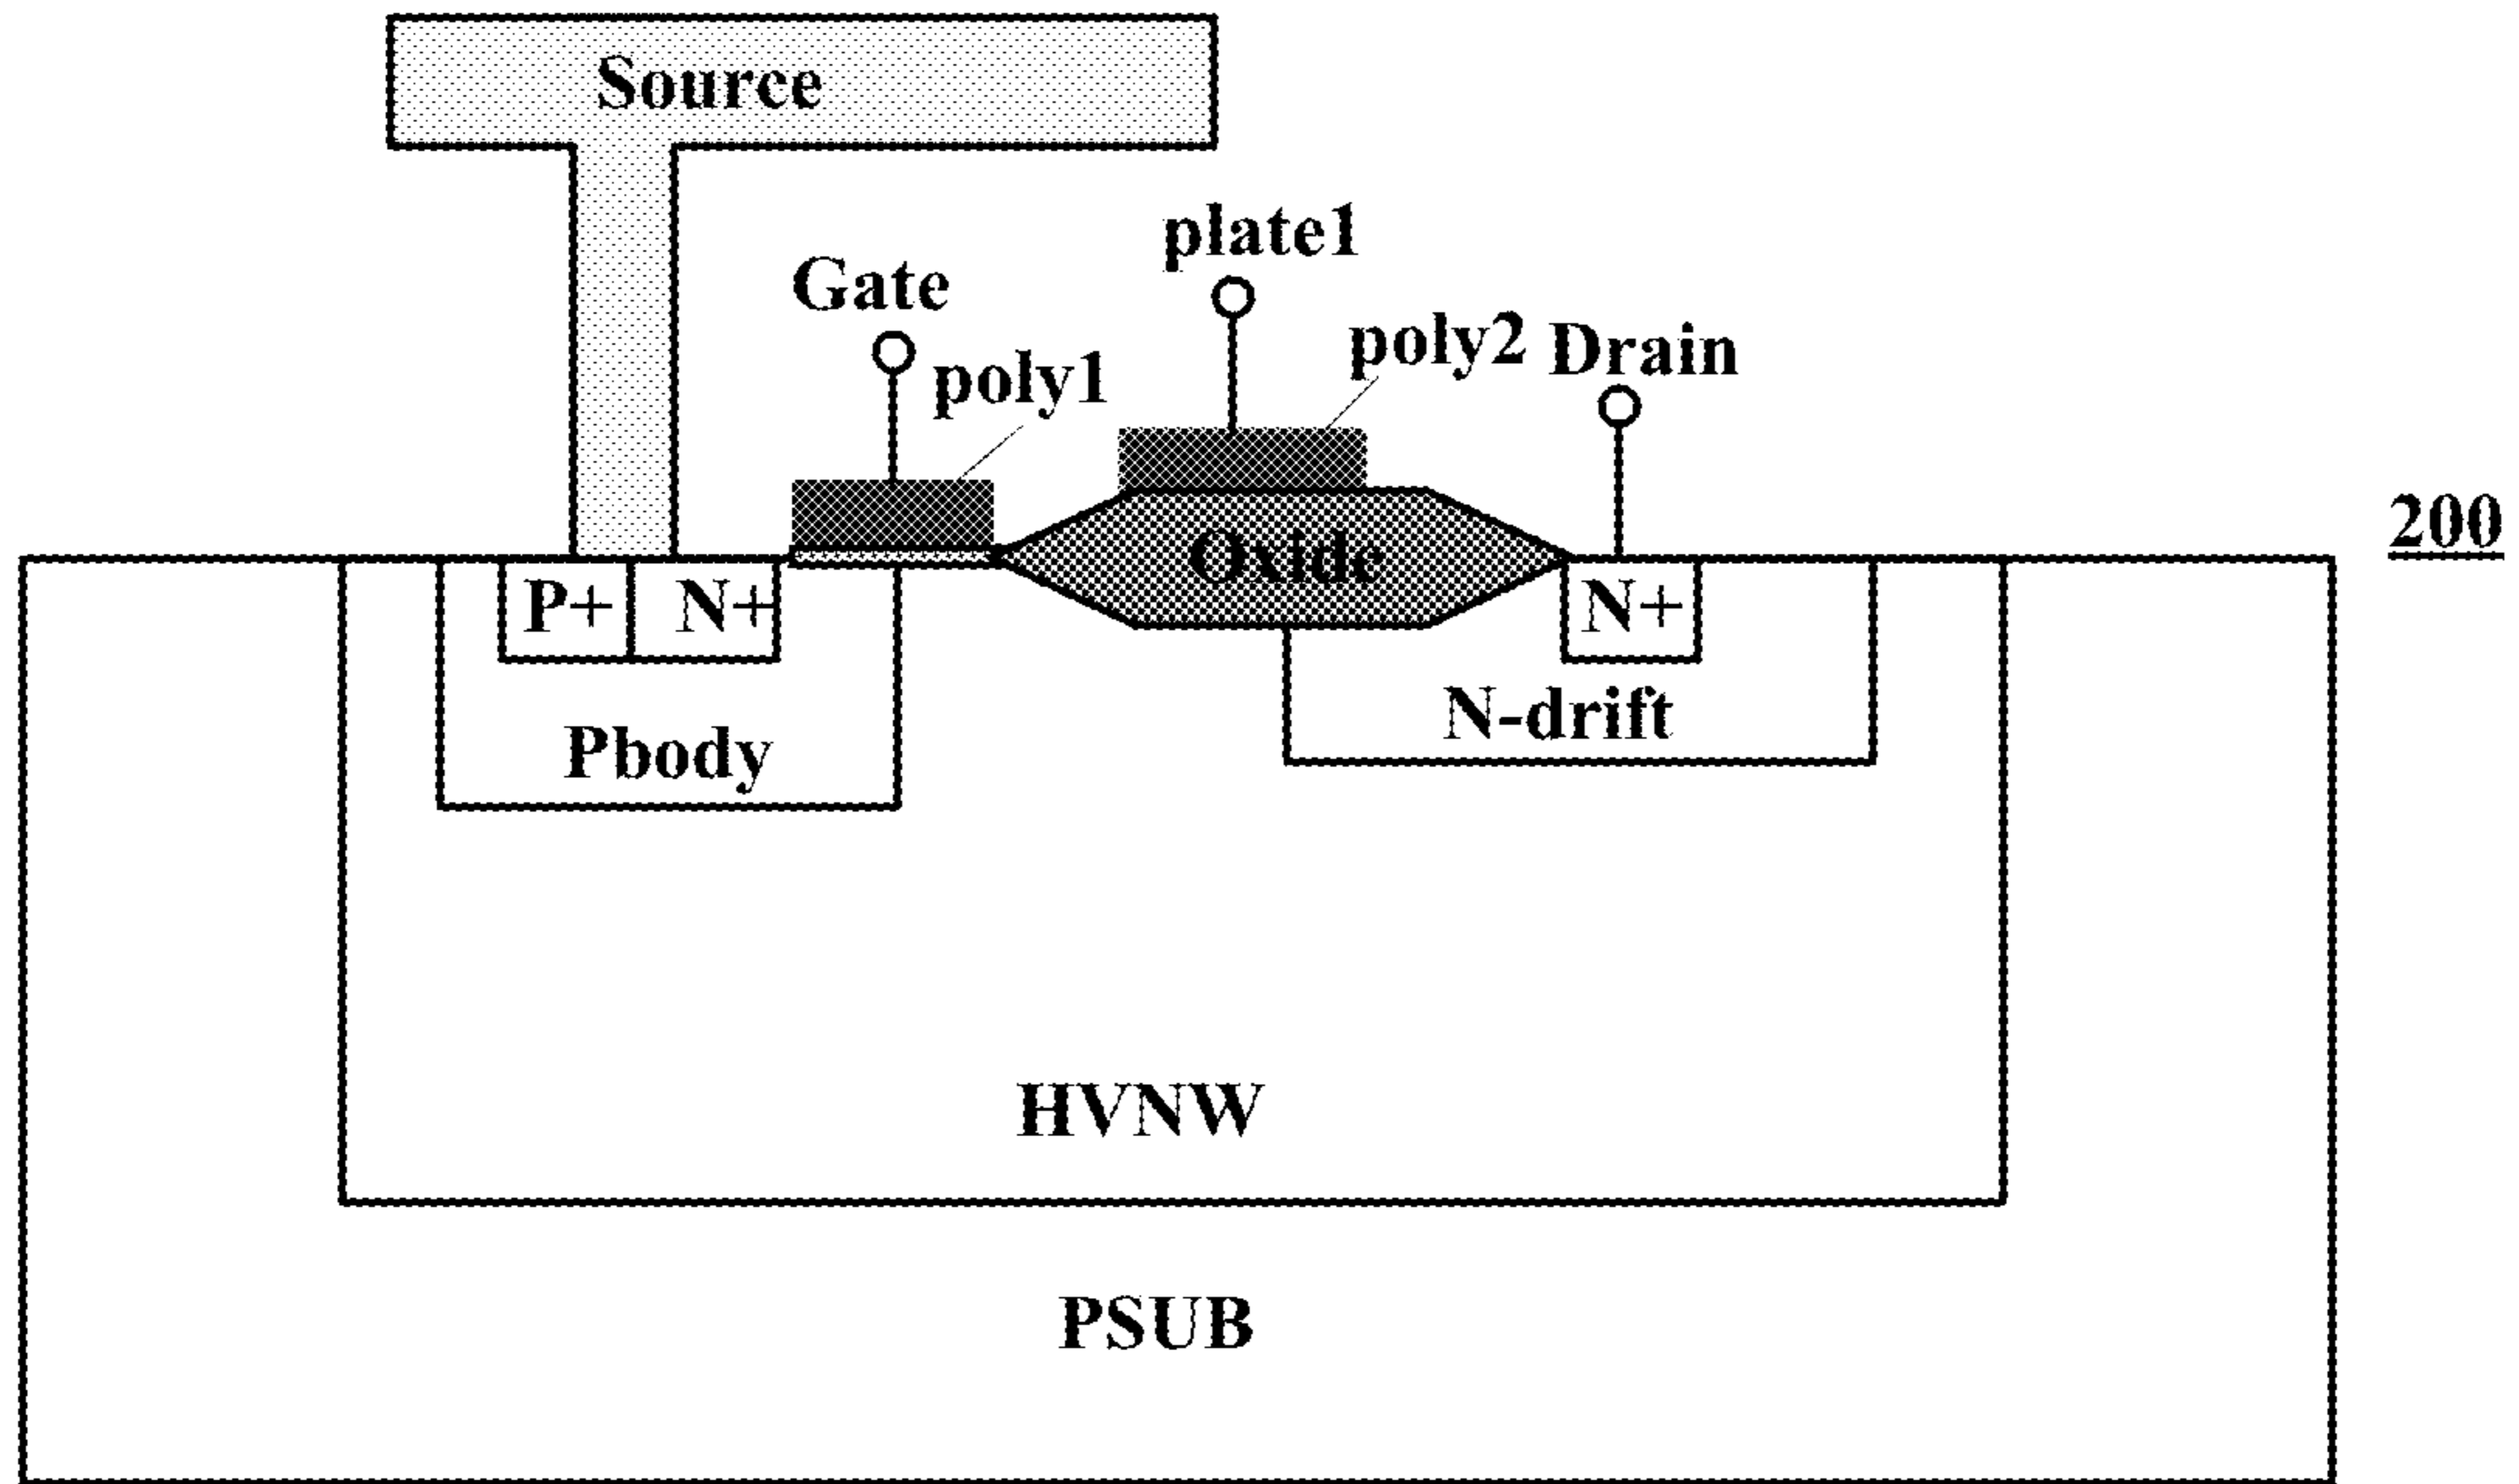 Source
plate1
Gate
poly2 Drain
poly1
200
Oxide
P+ N+
N+
N-drift
Pbody
HVNW
PSUB